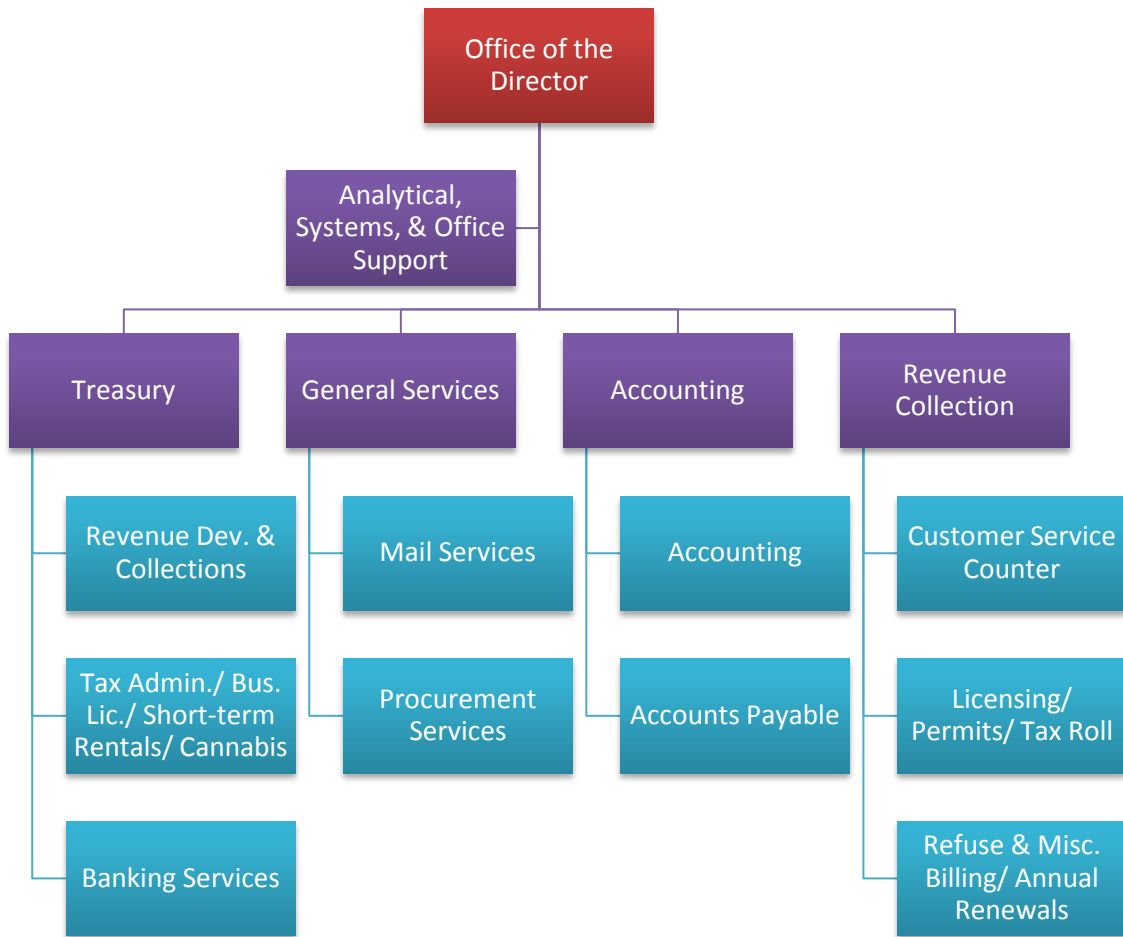 Office of the
Director
Analytical,
Systems, & Office
Support
Treasury
General Services
Accounting
Revenue
Collection
Revenue Dev. &
Collections
Mail Services
Accounting
Customer Service
Counter
Tax Admin./ Bus.
Lic./ Short-term
Rentals/ Cannabis
Procurement
Services
Accounts Payable
Licensing/
Permits/ Tax Roll
Banking Services
Refuse & Misc.
Billing/ Annual
Renewals